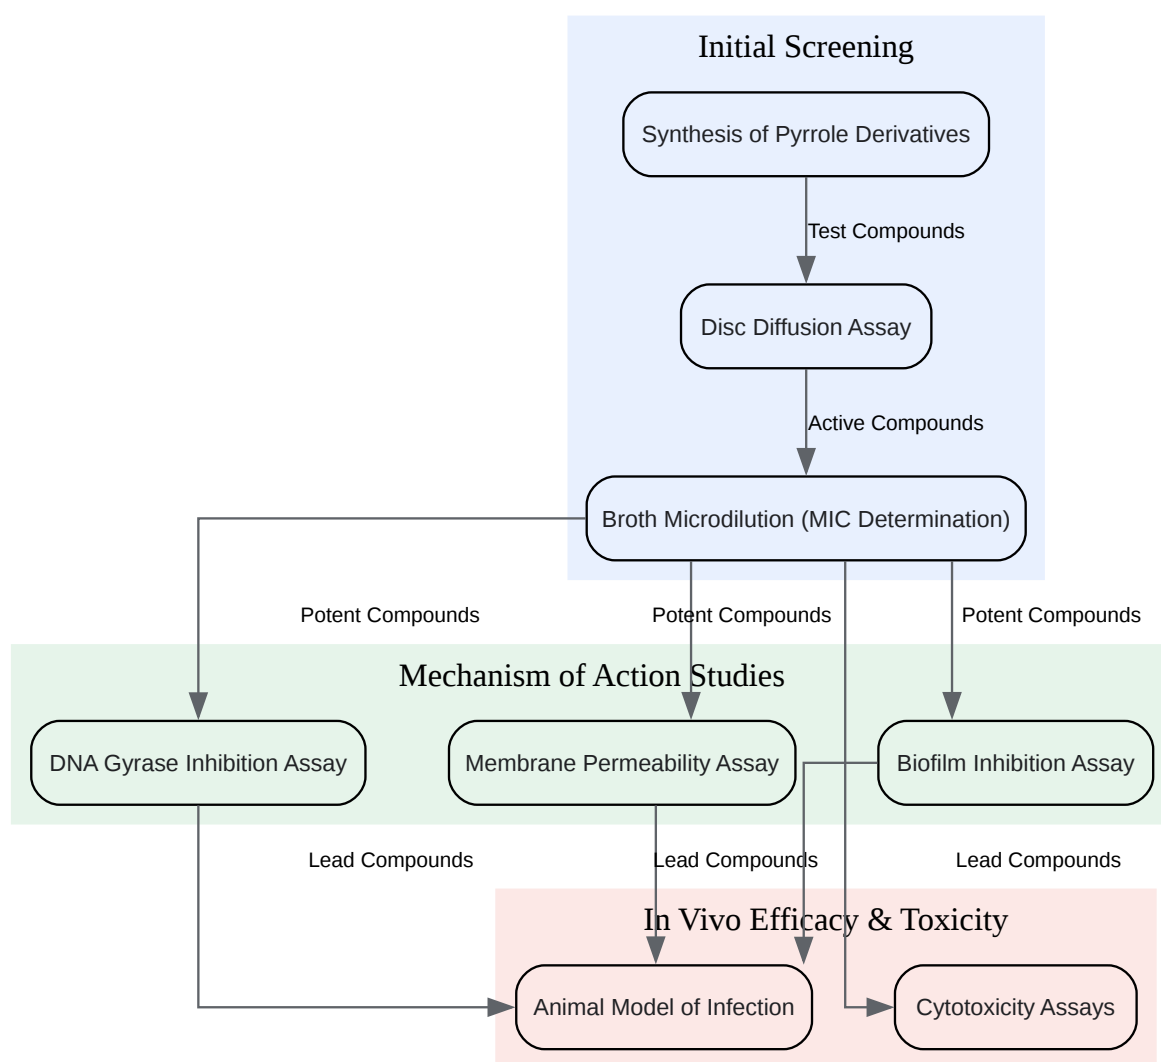 Initial Screening
Synthesis of Pyrrole Derivatives
Test Compounds
Disc Diffusion Assay
Active Compounds
Broth Microdilution (MIC Determination)
Potent Compounds
Potent Compounds
Potent Compounds
Mechanism of Action Studies
DNA Gyrase Inhibition Assay
Membrane Permeability Assay
Biofilm Inhibition Assay
Lead Compounds
Lead Compounds
Lead Compounds
In Vivo Efficacy & Toxicity
Animal Model of Infection
Cytotoxicity Assays